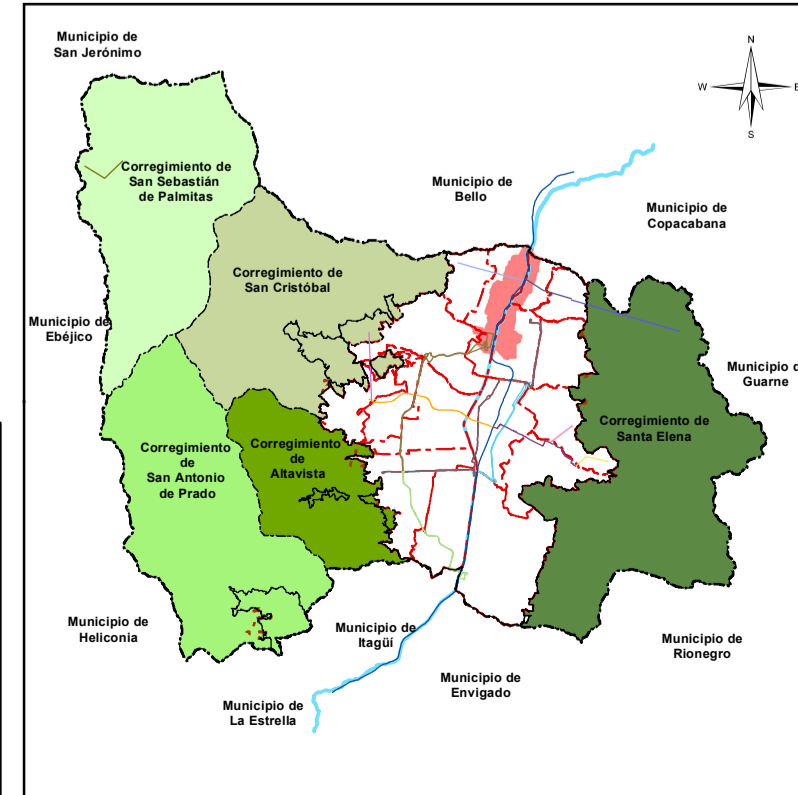 Municipio de
San Jerónimo
N
W
E
S
Corregimiento de
San Sebastián
de Palmitas
Municipio de
Bello
Municipio de
Copacabana
Corregimiento de
San Cristóbal
Municipio de
Ebéjico
Municipio d
Guarne
Corregimiento de
Santa Elena
Corregimiento
de
San Antonio
de Prado
Corregimiento
de
Altavista
Municipio de
Heliconia
Municipio de
Itagüí
Municipio de
Rionegro
Municipio de
Envigado
Municipio de
La Estrella